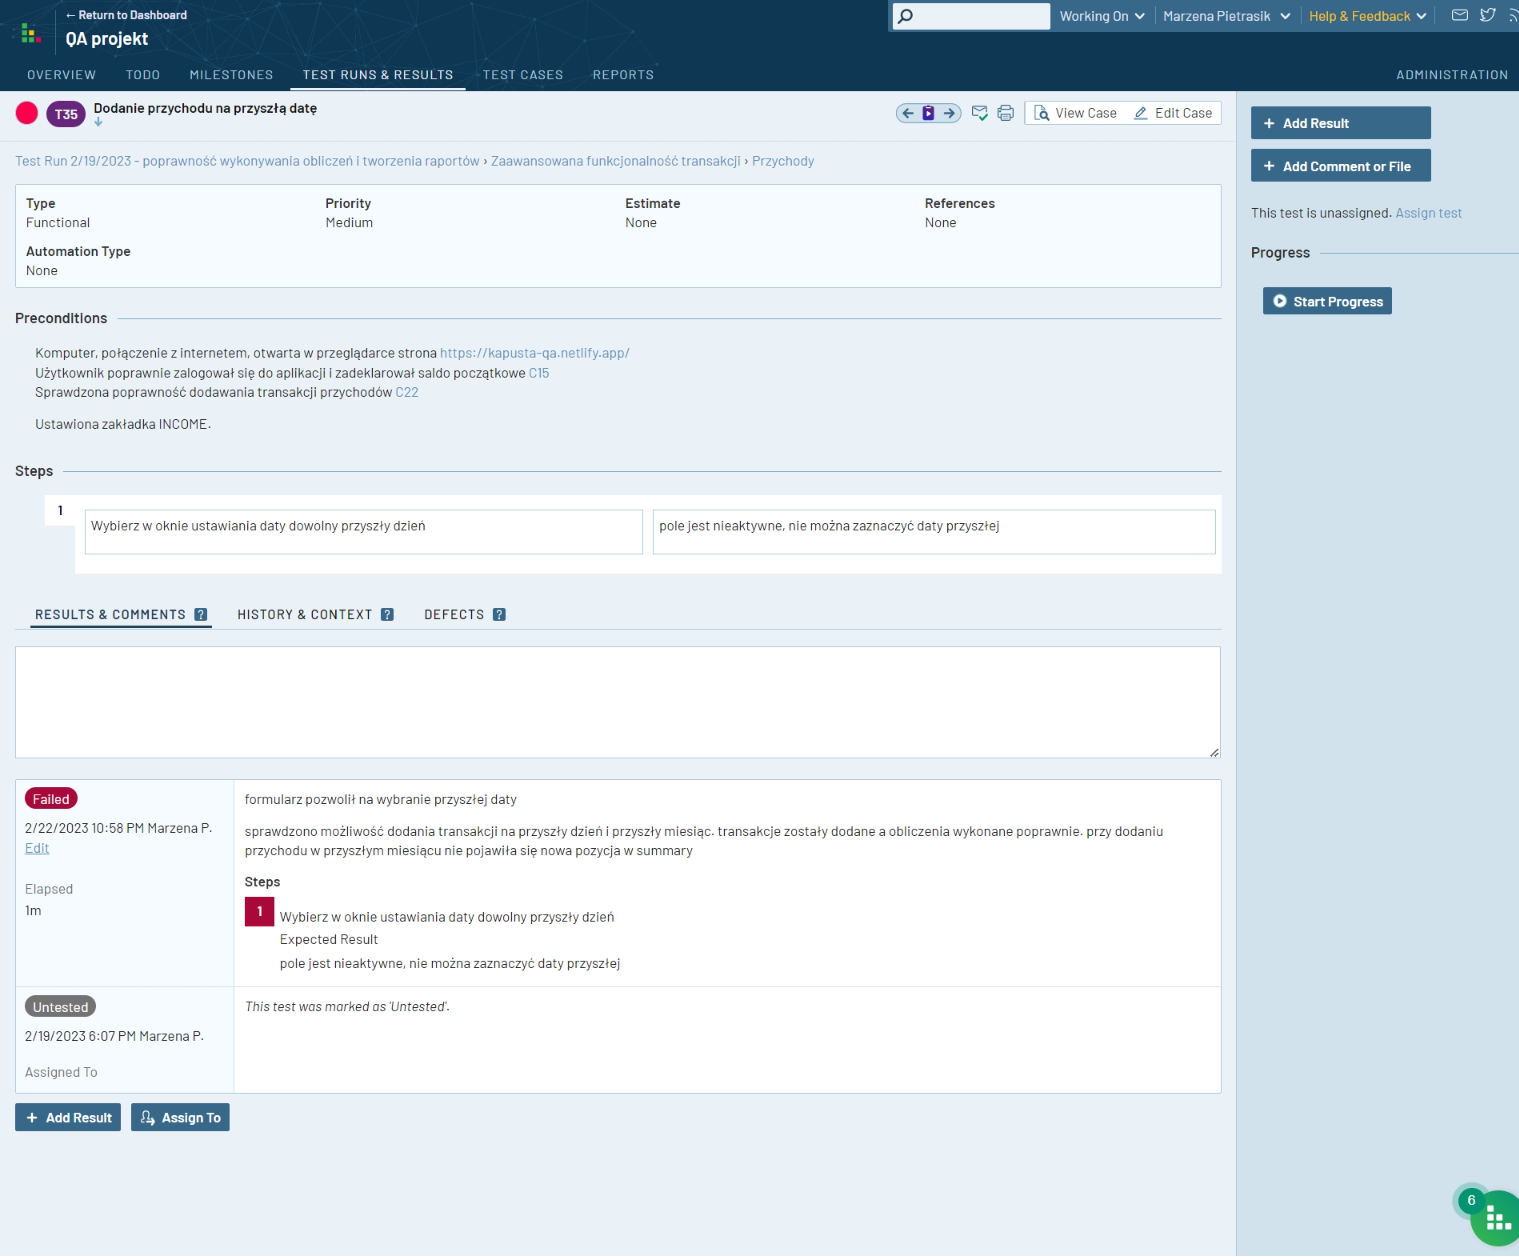 ← Return to Dashboard
QA projekt
Working On
Marzena Pietrasik
Help & Feedback
OVERVIEW
TODO
MILESTONES
TEST RUNS & RESULTS
TEST CASES
REPORTS
ADMINISTRATION
T35
Dodanie przychodu na przyszłą datę
View Case
Edit Case
Test Run 2/19/2023 - poprawność wykonywania obliczeń i tworzenia raportów › Zaawansowana funkcjonalność transakcji › Przychody
Type
Priority
Estimate
References
Functional
Medium
None
None
Automation Type
None
Preconditions
Komputer, połączenie z internetem, otwarta w przeglądarce strona https://kapusta-qa.netlify.app/
Użytkownik poprawnie zalogował się do aplikacji i zadeklarował saldo początkowe C15
Sprawdzona poprawność dodawania transakcji przychodów C22
Ustawiona zakładka INCOME.
Steps
1
Wybierz w oknie ustawiania daty dowolny przyszły dzień
pole jest nieaktywne, nie można zaznaczyć daty przyszłej
RESULTS & COMMENTS ?
HISTORY & CONTEXT ?
DEFECTS ?
Failed
2/22/2023 10:58 PM Marzena P.
Edit
Elapsed
1m
formularz pozwolił na wybranie przyszłej daty
sprawdzono możliwość dodania transakcji na przyszły dzień i przyszły miesiąc. transakcje zostały dodane a obliczenia wykonane poprawnie. przy dodaniu
przychodu w przyszłym miesiącu nie pojawiła się nowa pozycja w summary
Steps
1
Wybierz w oknie ustawiania daty dowolny przyszły dzień
Expected Result
pole jest nieaktywne, nie można zaznaczyć daty przyszłej
Untested
2/19/2023 6:07 PM Marzena P.
Assigned To
This test was marked as 'Untested'.
+ Add Result
Assign To
+ Add Result
+ Add Comment or File
This test is unassigned. Assign test
Progress
Start Progress
6